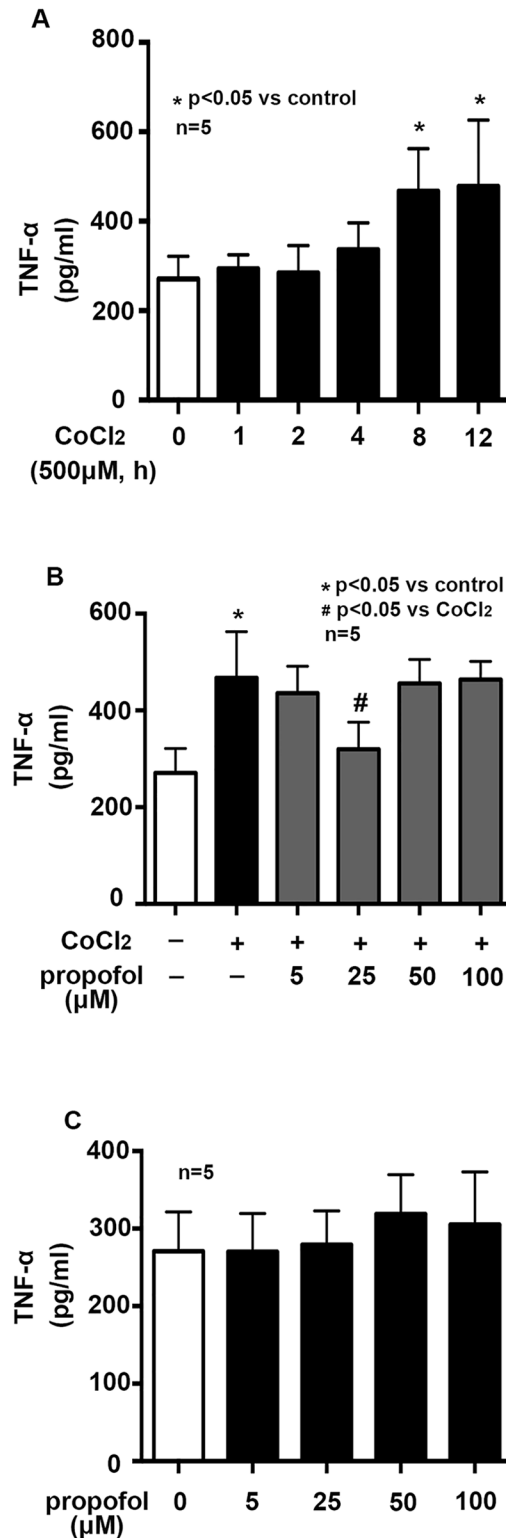 A
800
* p<0.05 vs control
n=5
* *
600
400
200
0
TNF-α
(pg/ml)
CoCl₂ 0 1 2 4 8 12
(500μM, h)
B
* p<0.05 vs control
# p<0.05 vs CoCl₂
n=5
600
*
#
400
200
0
TNF-α
(pg/ml)
CoCl₂ – + + + + +
propofol – – 5 25 50 100
(μM)
C
400
n=5
300
200
100
0
TNF-α
(pg/ml)
propofol 0 5 25 50 100
(μM)